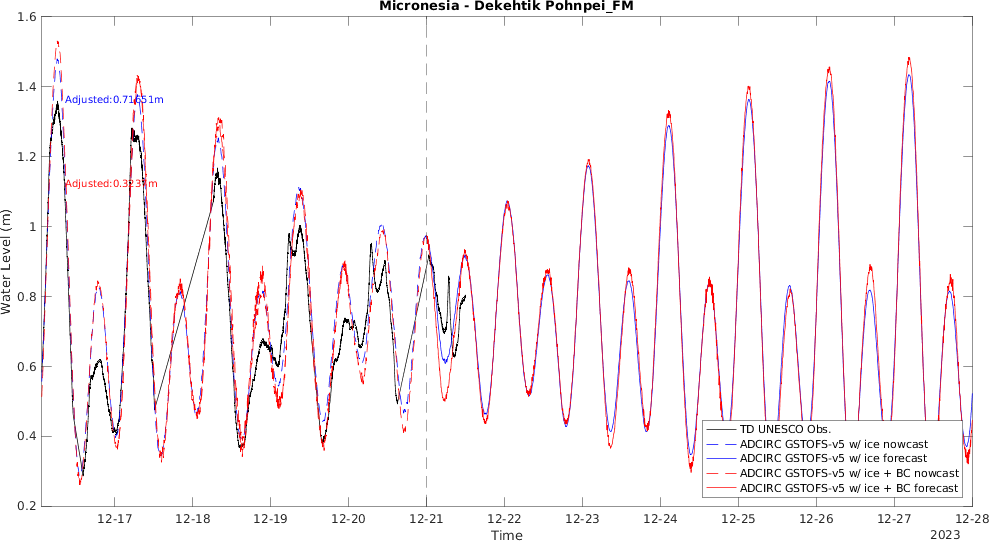 Micronesia - Dekehtik Pohnpei_FM
1.6
1.4
1.2
1
0.8
0.6
0.4
0.2
Water Level (m)
Adjusted:0.71651m
TD UNESCO Obs.
ADCIRC GSTOFS-v5 w/ ice nowcast
ADCIRC GSTOFS-v5 w/ ice forecast
ADCIRC GSTOFS-v5 w/ ice + BC nowcast
ADCIRC GSTOFS-v5 w/ ice + BC forecast
12-17
12-18
12-19
12-20
12-21
12-22
12-23
12-24
12-25
12-26
12-27
12-28
Time
2023